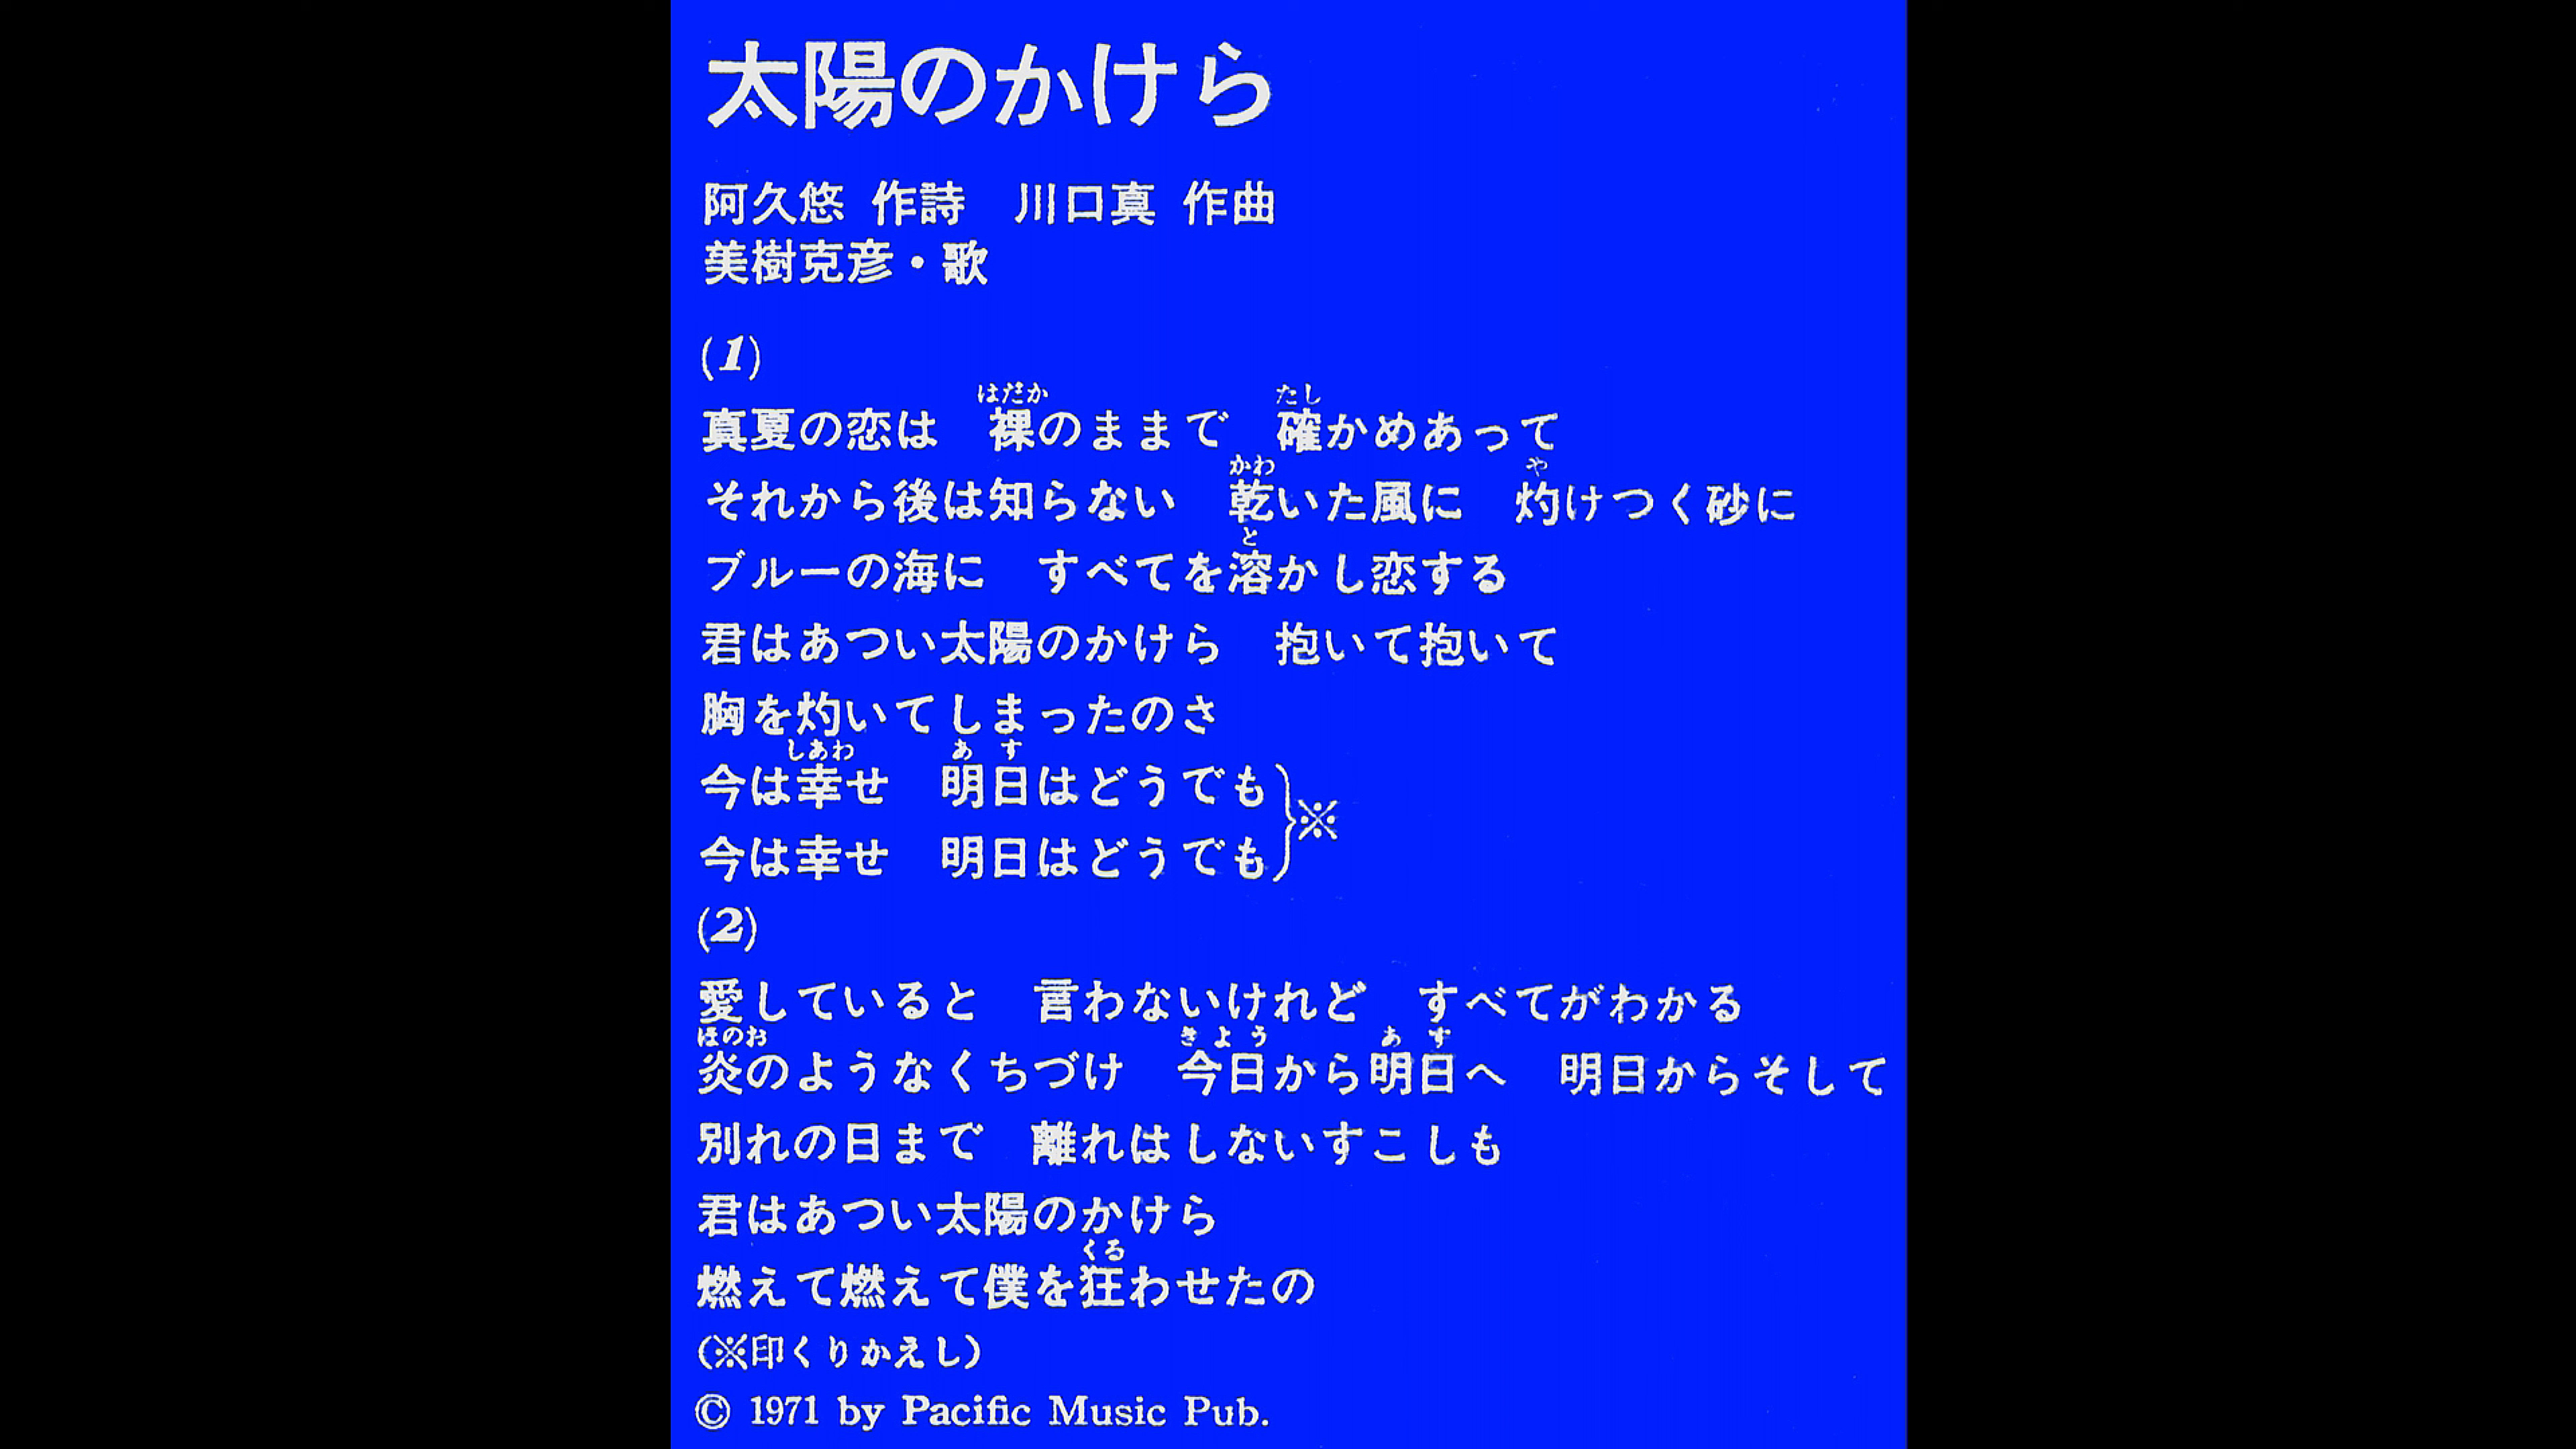 太陽のかけら
阿久悠 作詩　川口真 作曲
美樹克彦・歌
(1)
はだか　たし
真夏の恋は　裸のままで　確かめあって
かわ　や
それから後は知らない　乾いた風に　灼けつく砂に
と
ブルーの海に　すべてを溶かし恋する
君はあつい太陽のかけら　抱いて抱いて
胸を灼いてしまったのさ
しあわ　あ　す
今は幸せ　明日はどうでも
今は幸せ　明日はどうでも ※
(2)
愛していると　言わないけれど　すべてがわかる
ほのお　きよう　あ　す
炎のようなくちづけ　今日から明日へ　明日からそして
別れの日まで　離れはしないすこしも
君はあつい太陽のかけら
くる
燃えて燃えて僕を狂わせたの
(※印くりかえし)
© 1971 by Pacific Music Pub.